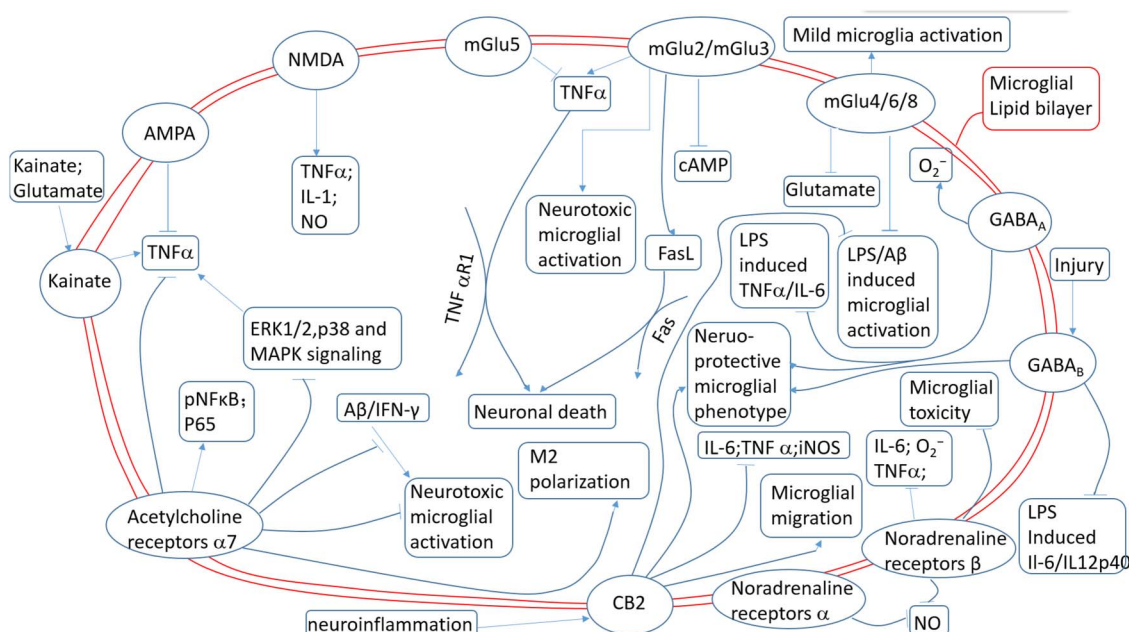 mGlu5
mGlu2/mGlu3
Mild microglia activation
NMDA
TNFα
mGlu4/6/8
Microglial
Lipid bilayer
AMPA
Kainate;
Glutamate
TNFα;
IL-1;
NO
cAMP
Glutamate
O₂⁻
GABA_A
Neurotoxic
microglial
activation
FasL
LPS
induced
TNFα/IL-6
LPS/Aβ
induced
microglial
activation
Injury
TNFα
Kainate
TNF αR1
Fas
ERK1/2,p38 and
MAPK signaling
Neruo-
protective
microglial
phenotype
GABA_B
pNFκB;
P65
Aβ/IFN-γ
Neuronal death
Microglial
toxicity
IL-6;TNF α;iNOS
IL-6; O₂⁻
TNFα;
M2
polarization
Neurotoxic
microglial
activation
Microglial
migration
LPS
Induced
Il-6/IL12p40
Acetylcholine
receptors α7
Noradrenaline
receptors β
CB2
Noradrenaline
receptors α
NO
neuroinflammation